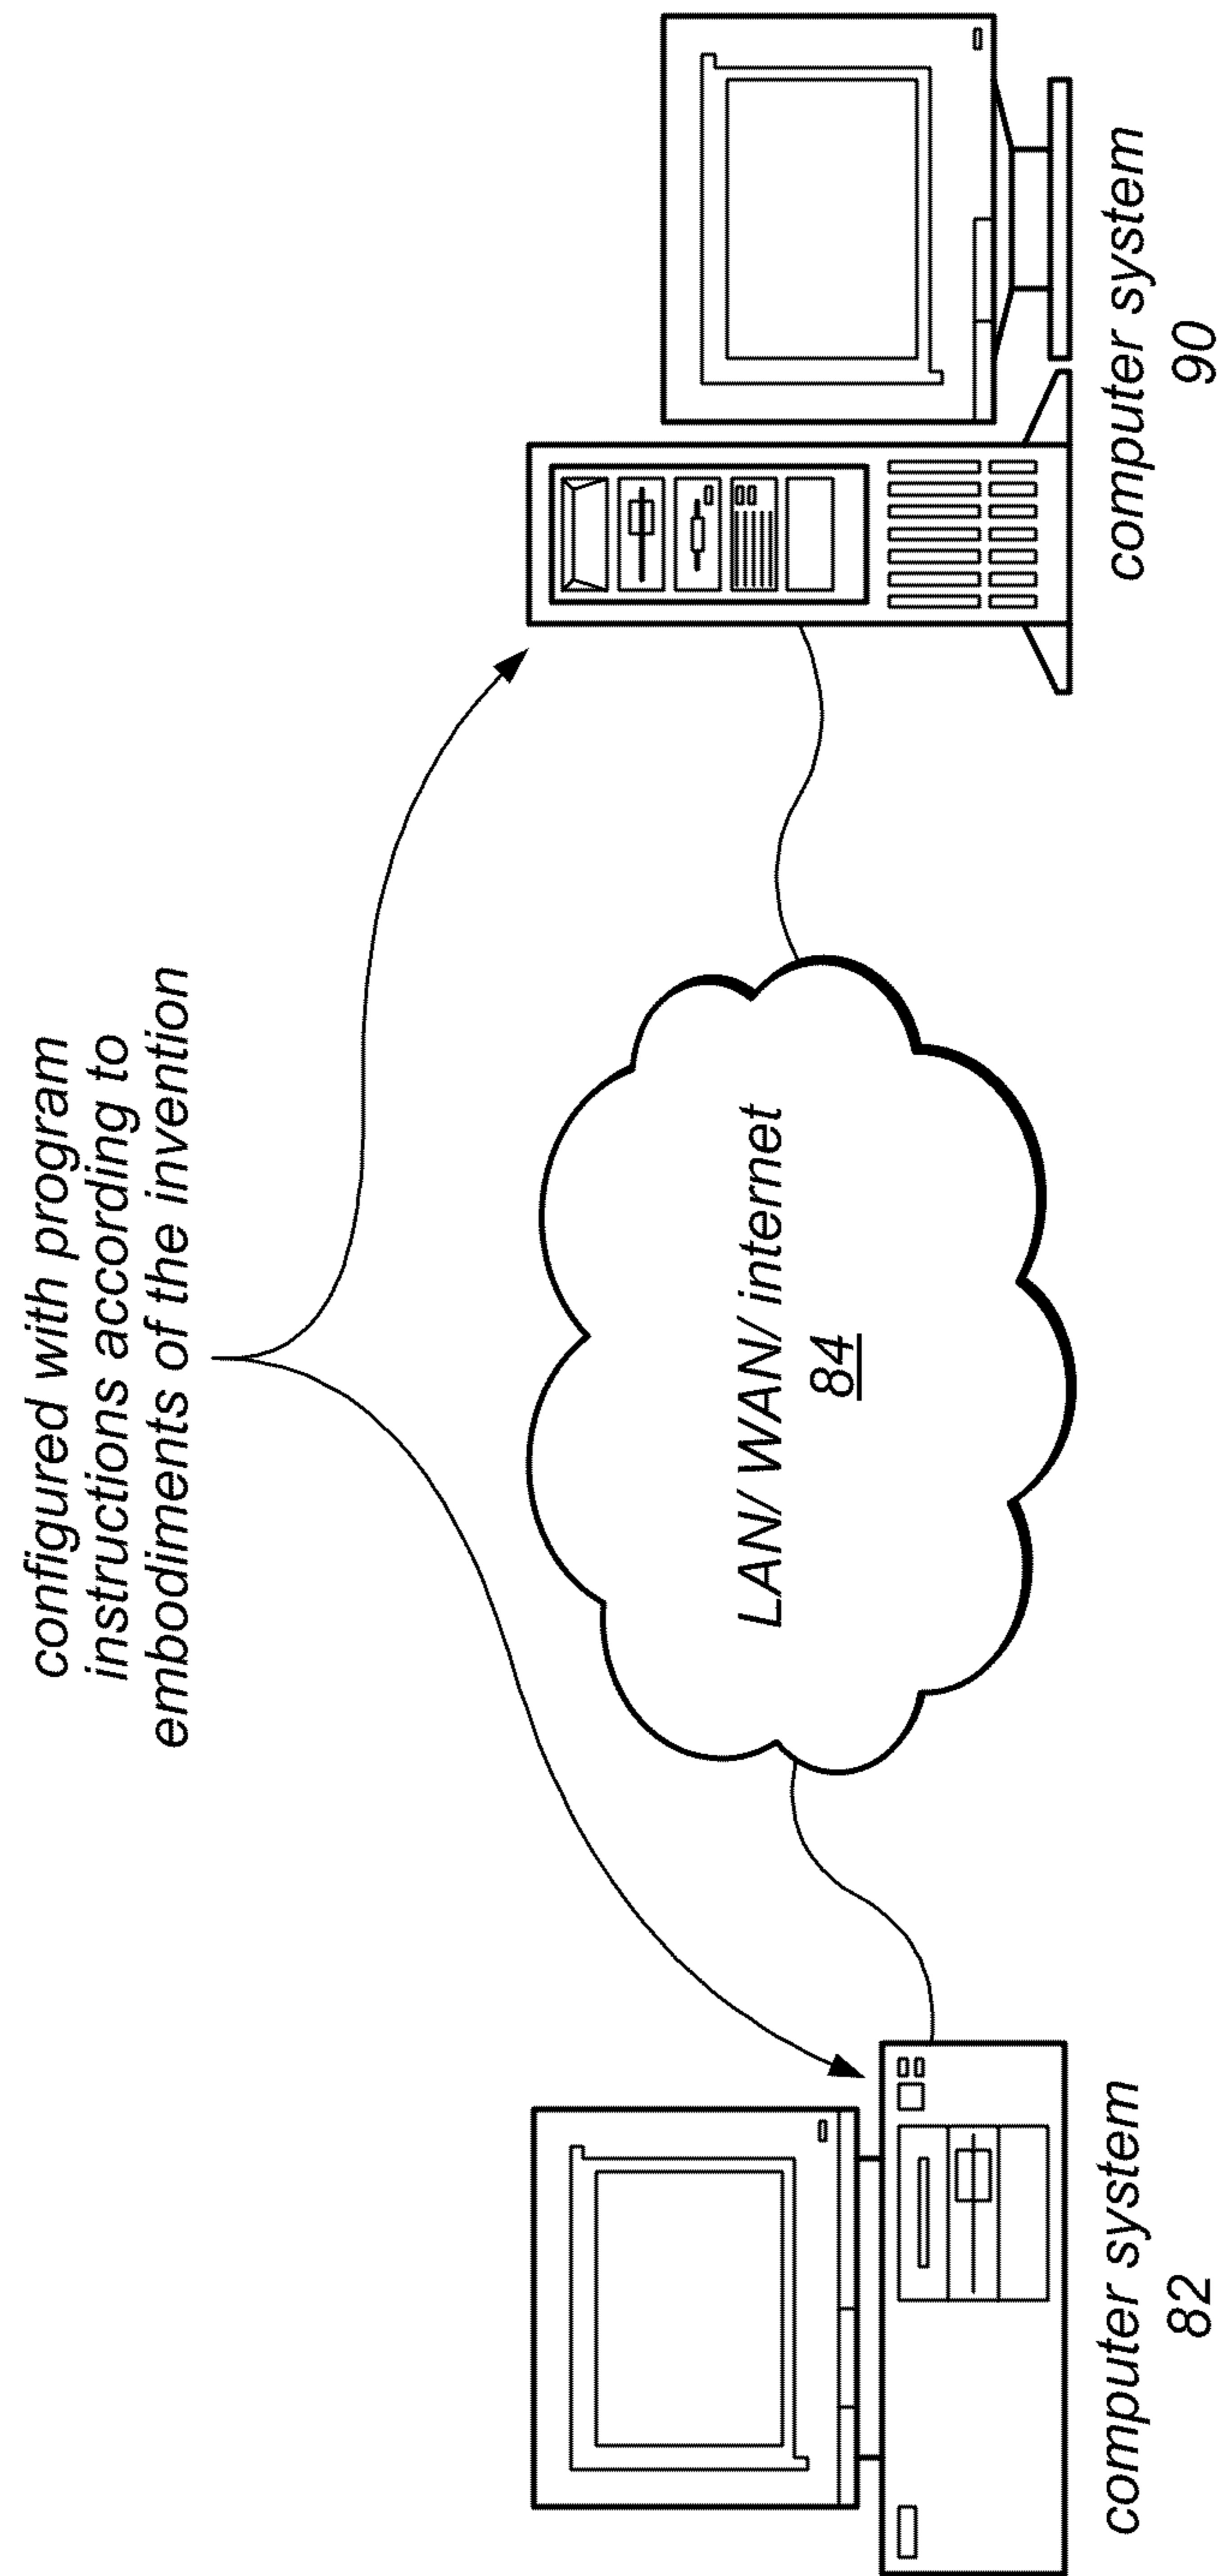 configured with program
instructions according to
embodiments of the invention
LAN/ WAN/ internet
84
computer system
82
computer system
90